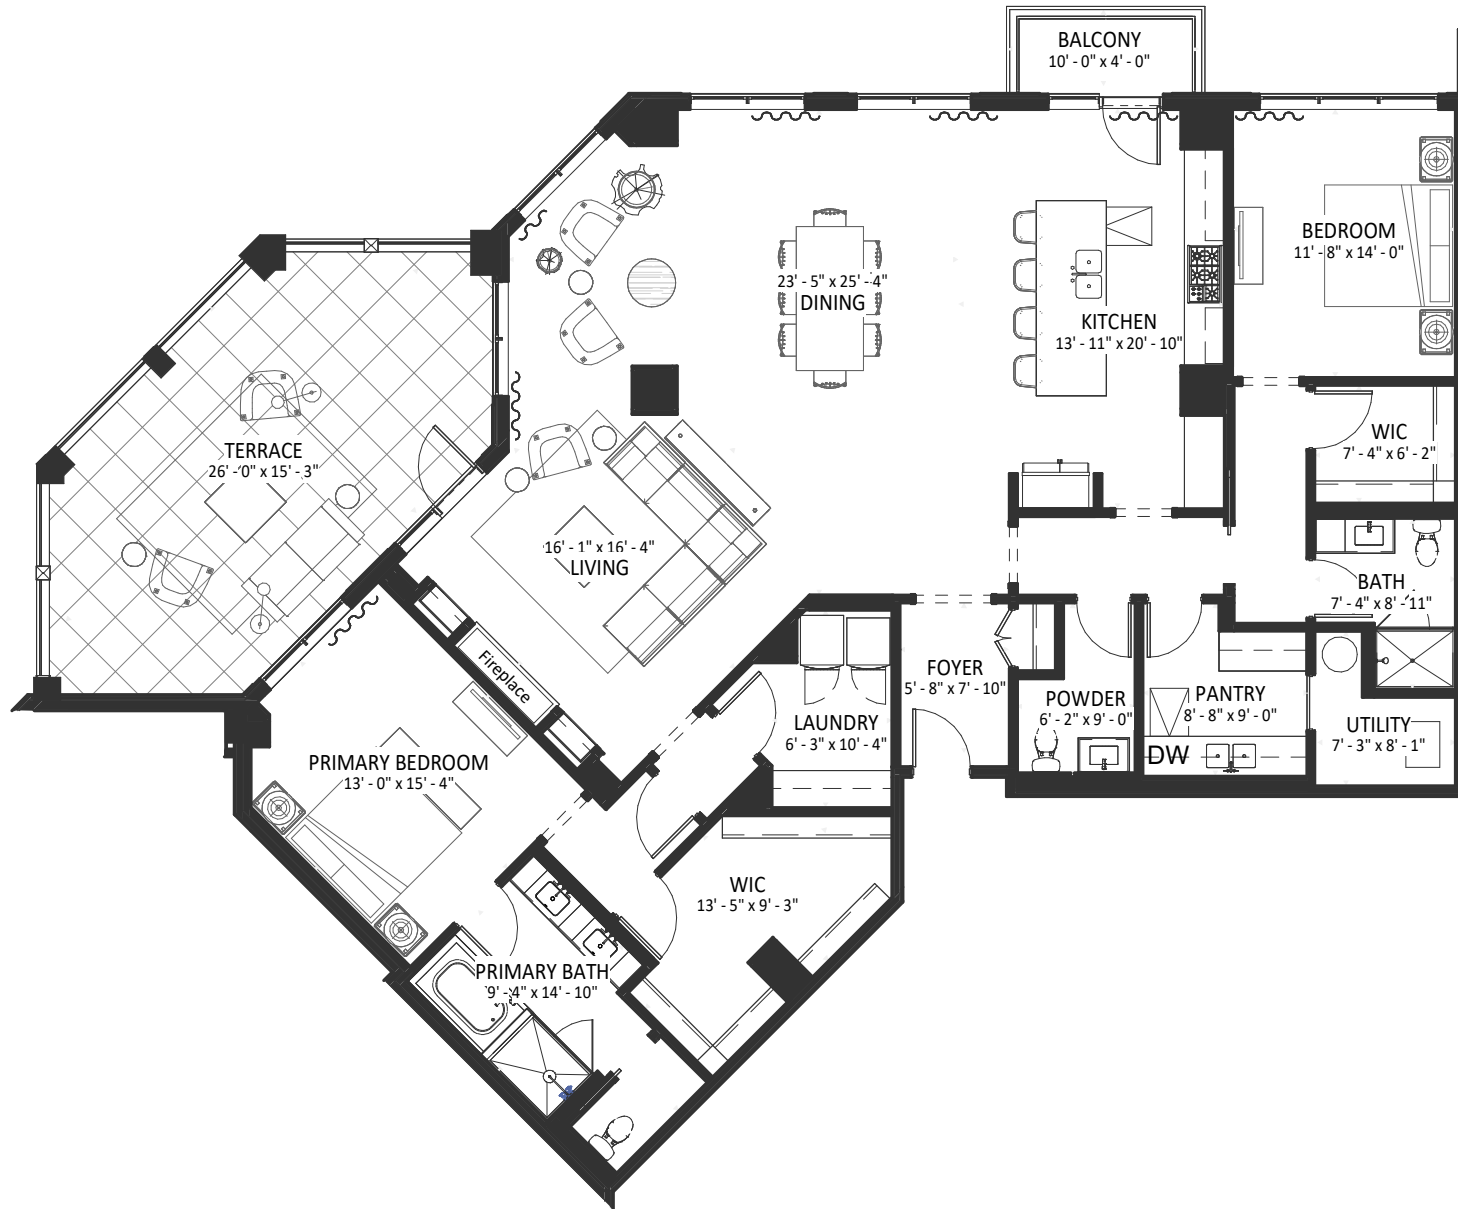 BALCONY
10' - 0" x 4' - 0"
BEDROOM
11' - 8" x 14' - 0"
23' - 5" x 25' - 4"
DINING
KITCHEN
13' - 11" x 20' - 10"
TERRACE
26' - 0" x 15' - 3"
WIC
7' - 4" x 6' - 2"
16' - 1" x 16' - 4"
LIVING
BATH
7' - 4" x 8' - 11"
Fireplace
FOYER
5' - 8" x 7' - 10"
POWDER
6' - 2" x 9' - 0"
PANTRY
8' - 8" x 9' - 0"
LAUNDRY
6' - 3" x 10' - 4"
UTILITY
7' - 3" x 8' - 1"
DW
PRIMARY BEDROOM
13' - 0" x 15' - 4"
WIC
13' - 5" x 9' - 3"
PRIMARY BATH
9' - 4" x 14' - 10"